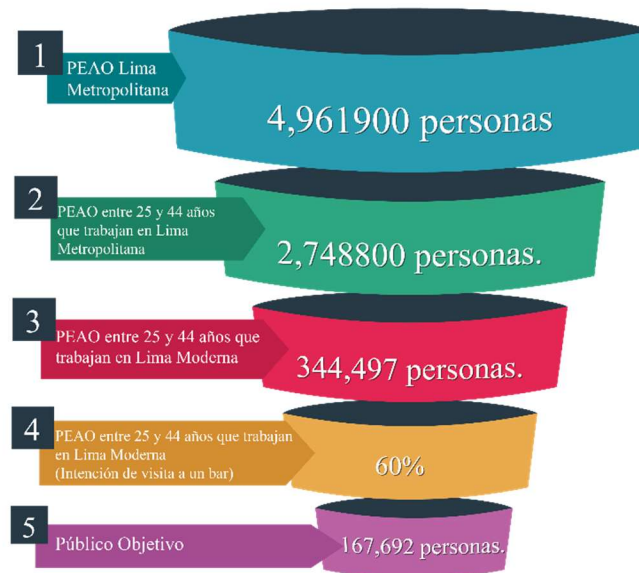 1
PEAO Lima
Metropolitana
4,961900 personas
2
PEAO entre 25 y 44 años
que trabajan en Lima
Metropolitana
2,748800 personas.
3
PEAO entre 25 y 44 años que
trabajan en Lima Moderna
344,497 personas.
4
PEAO entre 25 y 44 años que trabajan
en Lima Moderna
(Intención de visita a un bar)
60%
5
Público Objetivo
167,692 personas.